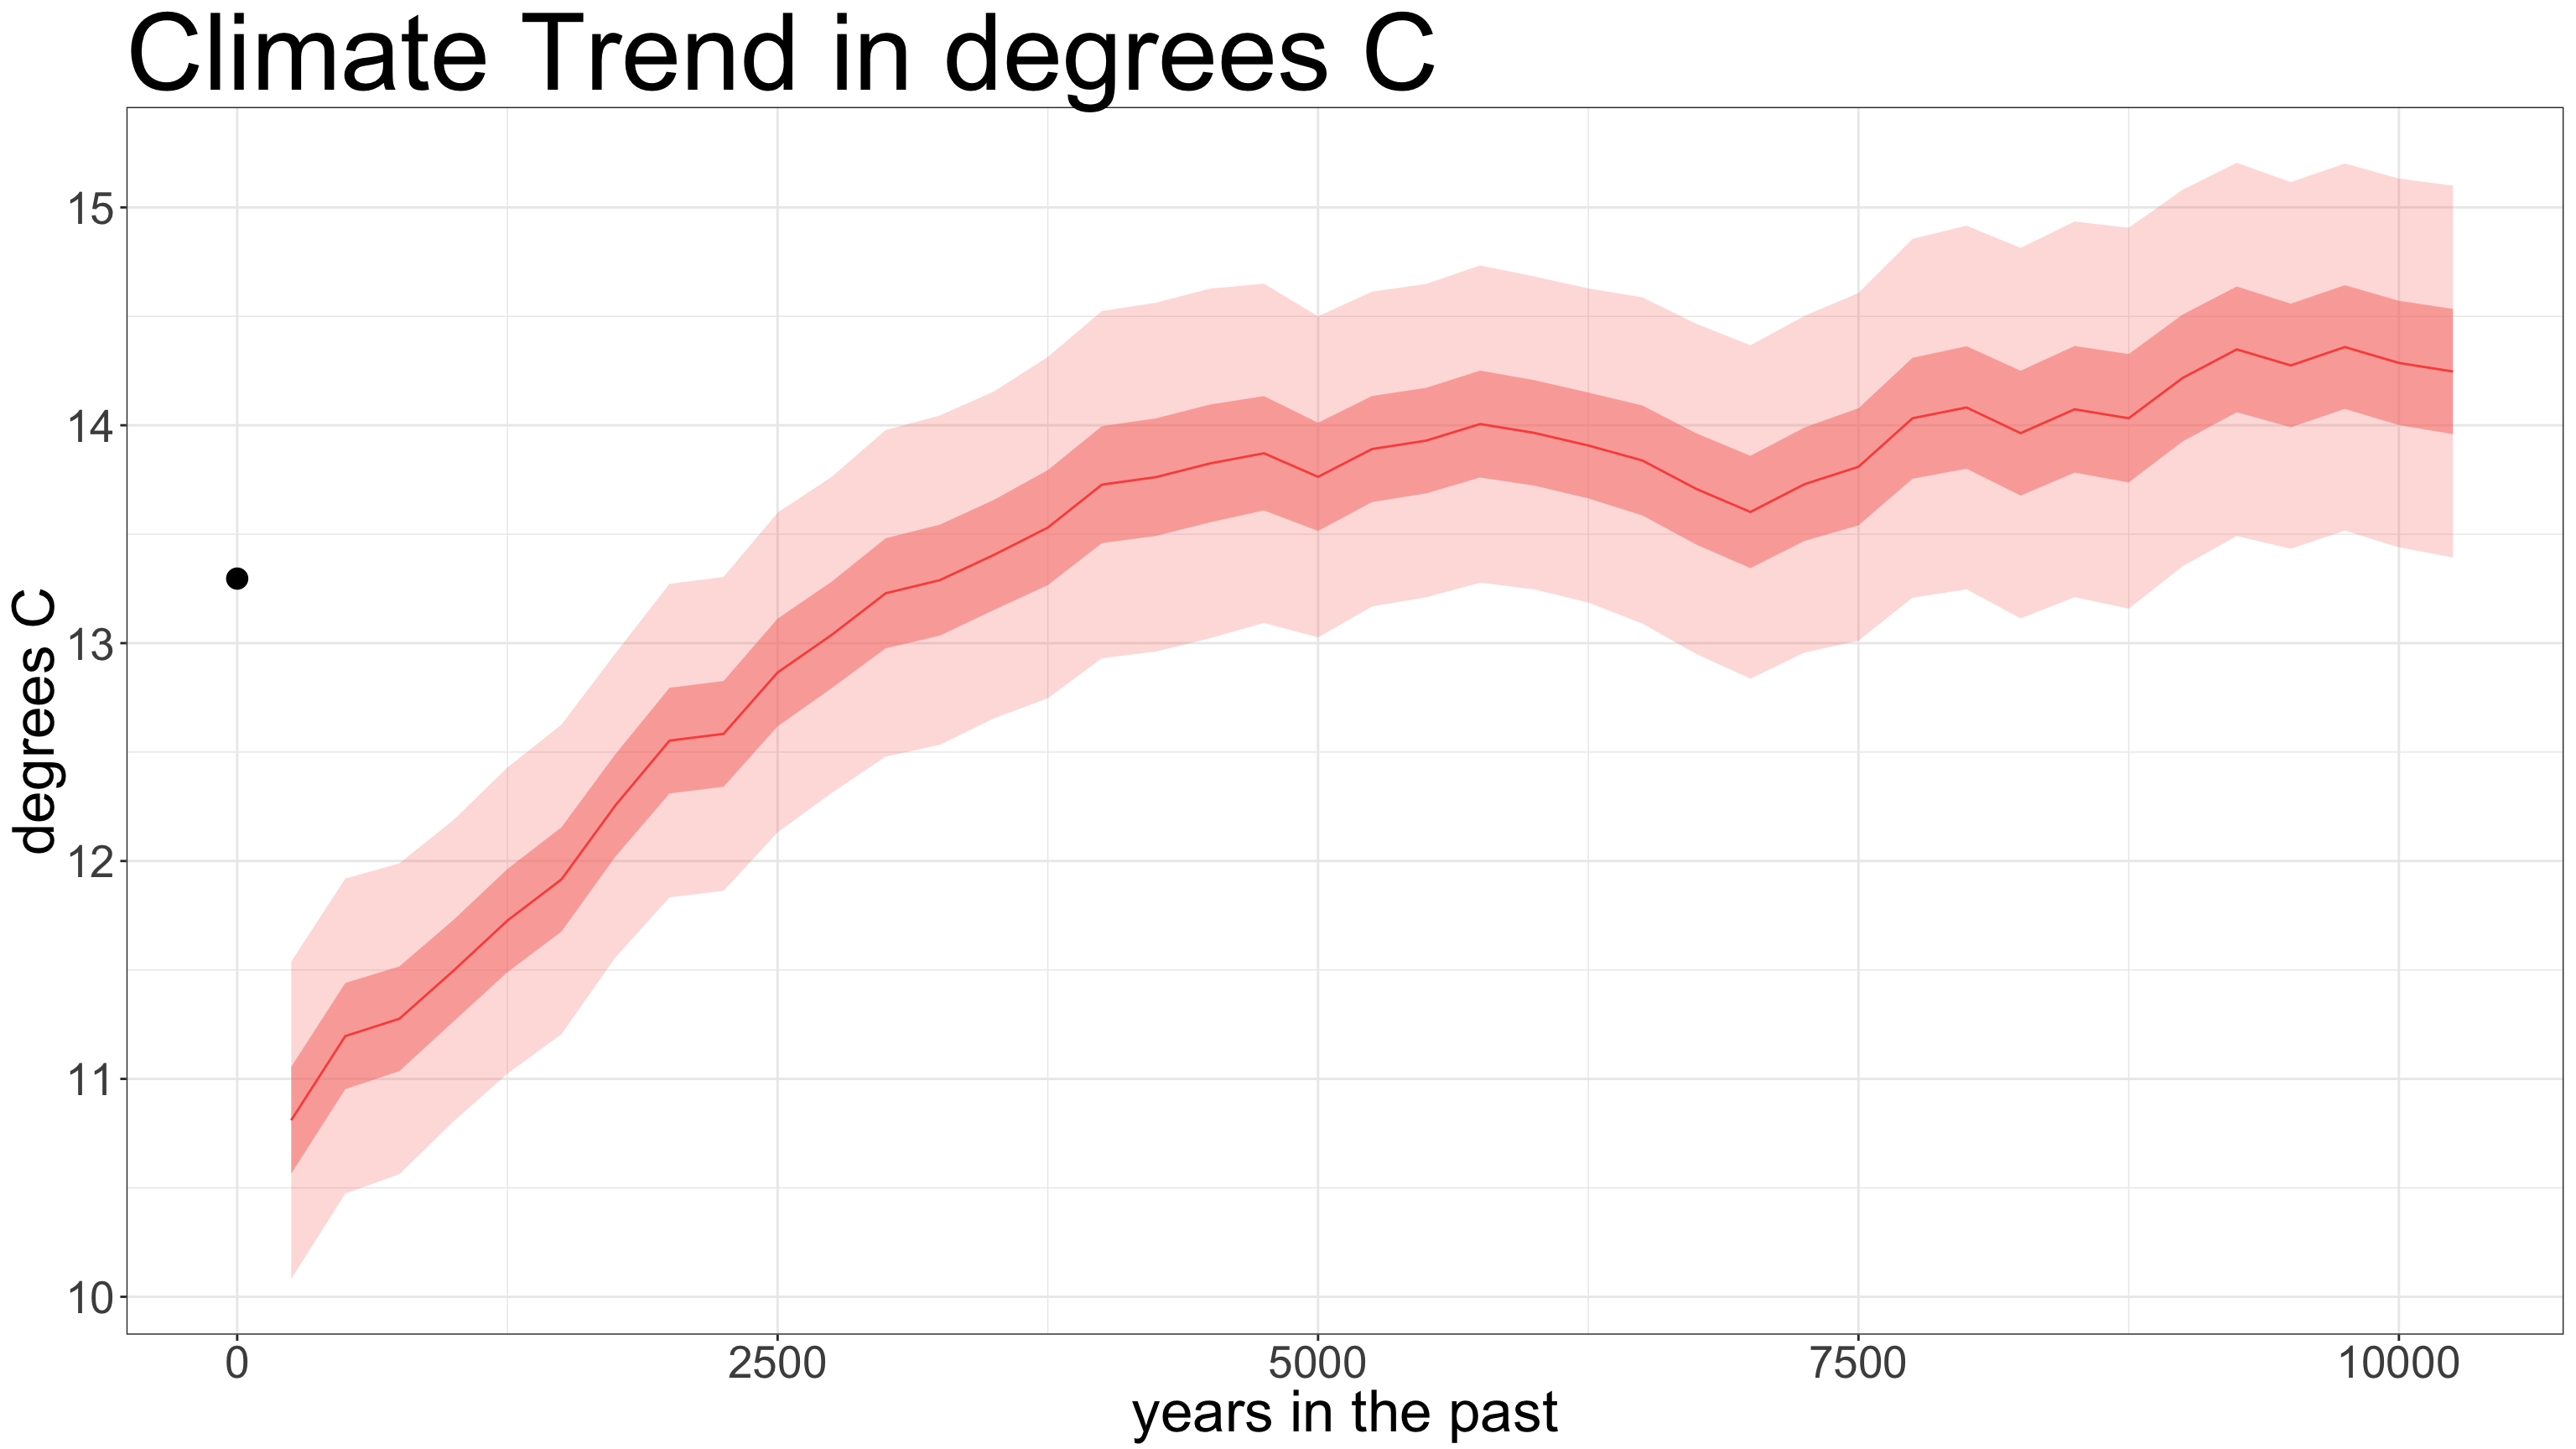 Climate Trend in degrees C
degrees C
15
14
13
12
11
10
0 2500 5000 7500 10000
years in the past